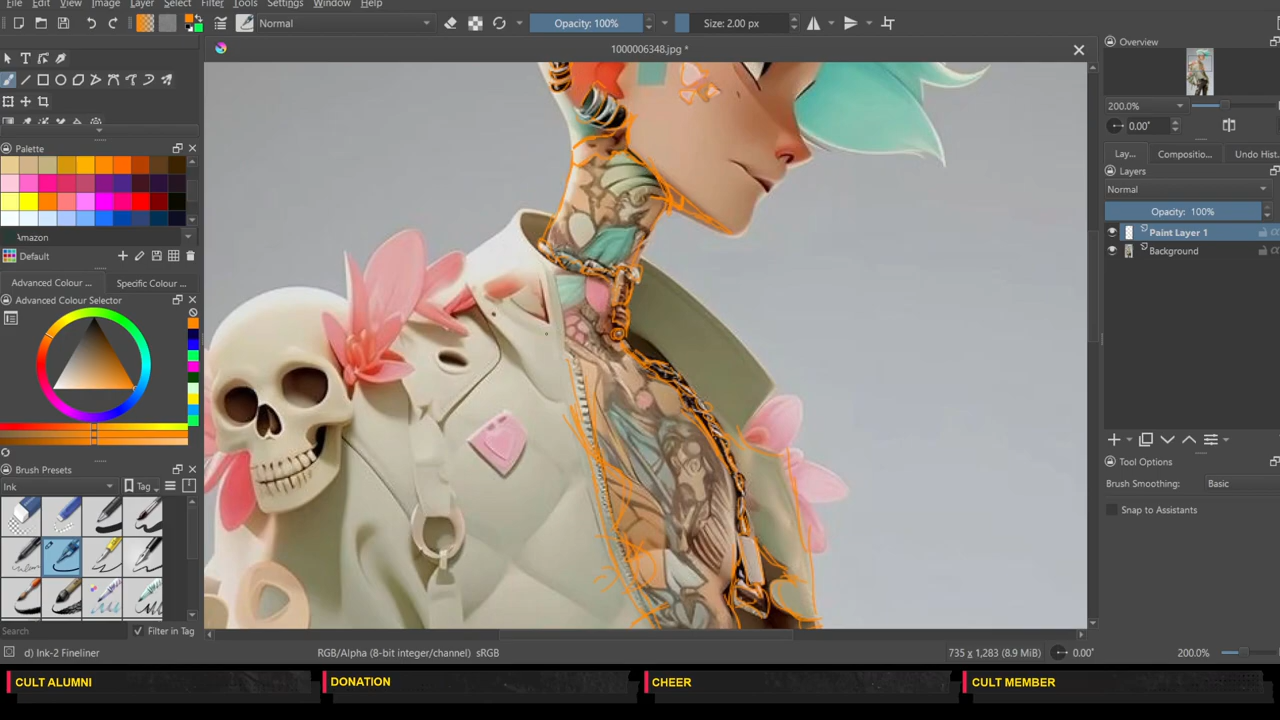 File Edit View Image Layer Select Filter Tools Settings Window Help
Normal
Opacity: 100%
Size: 2.00 px
1000006348.jpg *
Overview
200.0%
0.00°
Lay...
Compositio...
Undo Hist...
Layers
Normal
Opacity: 100%
Paint Layer 1
Background
Tool Options
Brush Smoothing: Basic
Snap to Assistants
Palette
Amazon
Default
Advanced Colour ...
Specific Colour ...
Advanced Colour Selector
Brush Presets
Ink
Tag
Search
Filter in Tag
d) Ink-2 Fineliner
RGB/Alpha (8-bit integer/channel) sRGB
735 x 1,283 (8.9 MiB)
0.00°
200.0%
CULT ALUMNI
DONATION
CHEER
CULT MEMBER